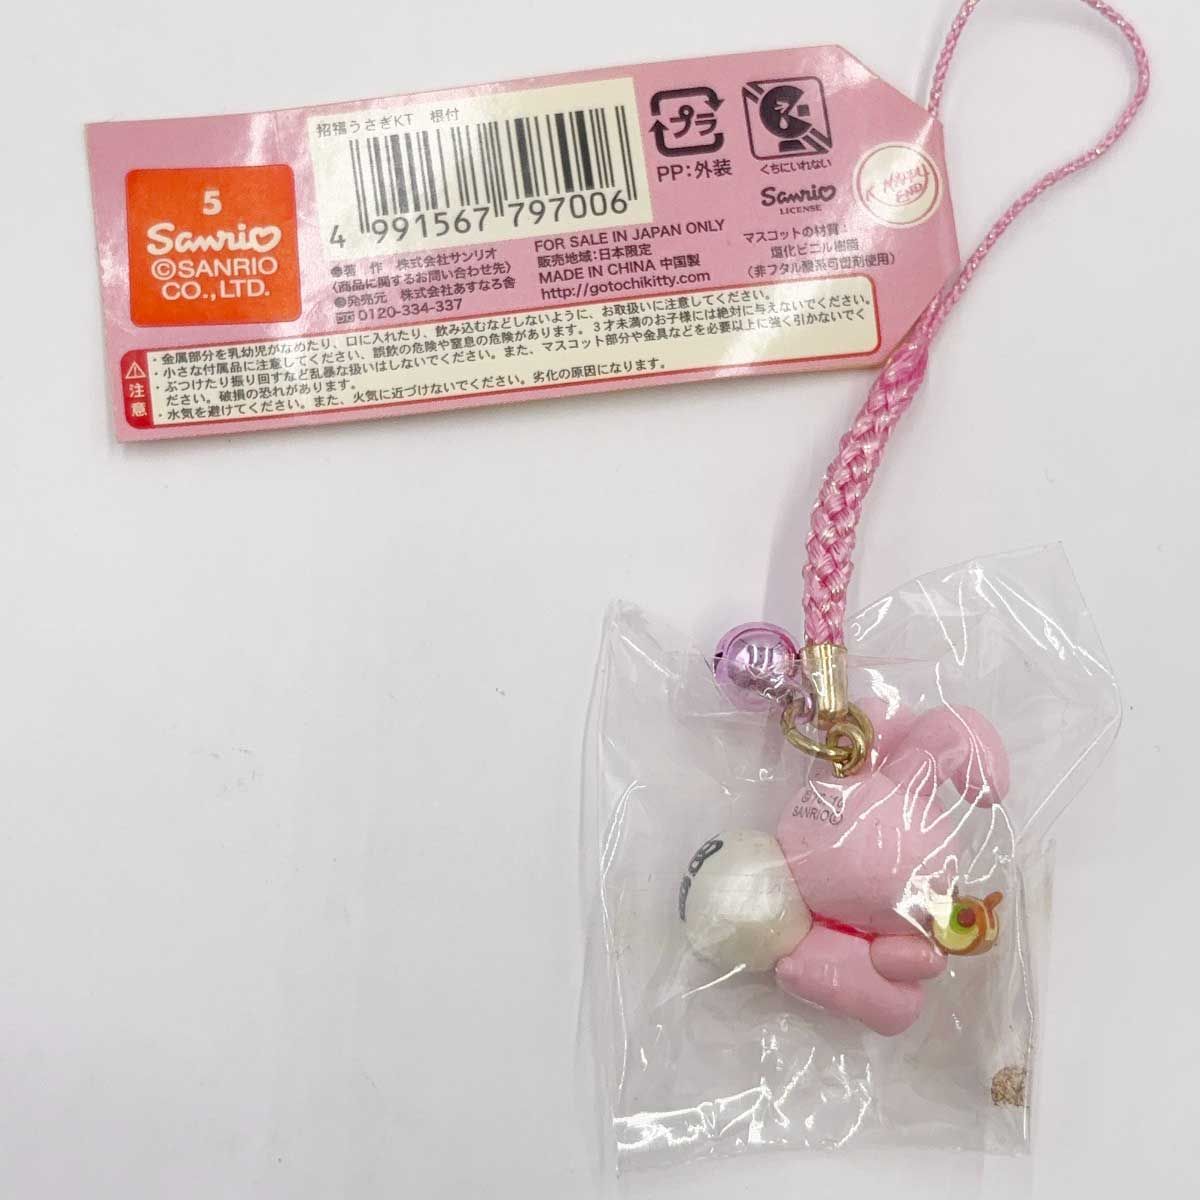 招福うさぎKT 根付
4 991567 797006
5
Sanrio
©SANRIO
CO.,LTD.
プラ
PP:外装
くちにいれない
Sanrio
LICENSE
●著 作 株式会社サンリオ
(商品に関するお問い合わせ先)
●発売元 株式会社あすなろ舎
0120-334-337
FOR SALE IN JAPAN ONLY
販売地域:日本限定
MADE IN CHINA 中国製
http://gotochikitty.com
マスコットの材質:
塩化ビニル樹脂
(非フタル酸系可塑剤使用)
注意
・金属部分を乳幼児がなめたり、口に入れたり、飲み込むなどしないように、お取扱いに注意してください。
・小さな付属品に注意してください、誤飲の危険や窒息の危険があります。3才未満のお子様には絶対に与えないでください。
・ぶつけたり振り回すなど乱暴な扱いはしないでください。また、マスコット部分や金具などを必要以上に強く引かないでく
ださい。破損の恐れがあります。
・水気を避けてください。また、火気に近づけないでください。劣化の原因になります。
SANRIO